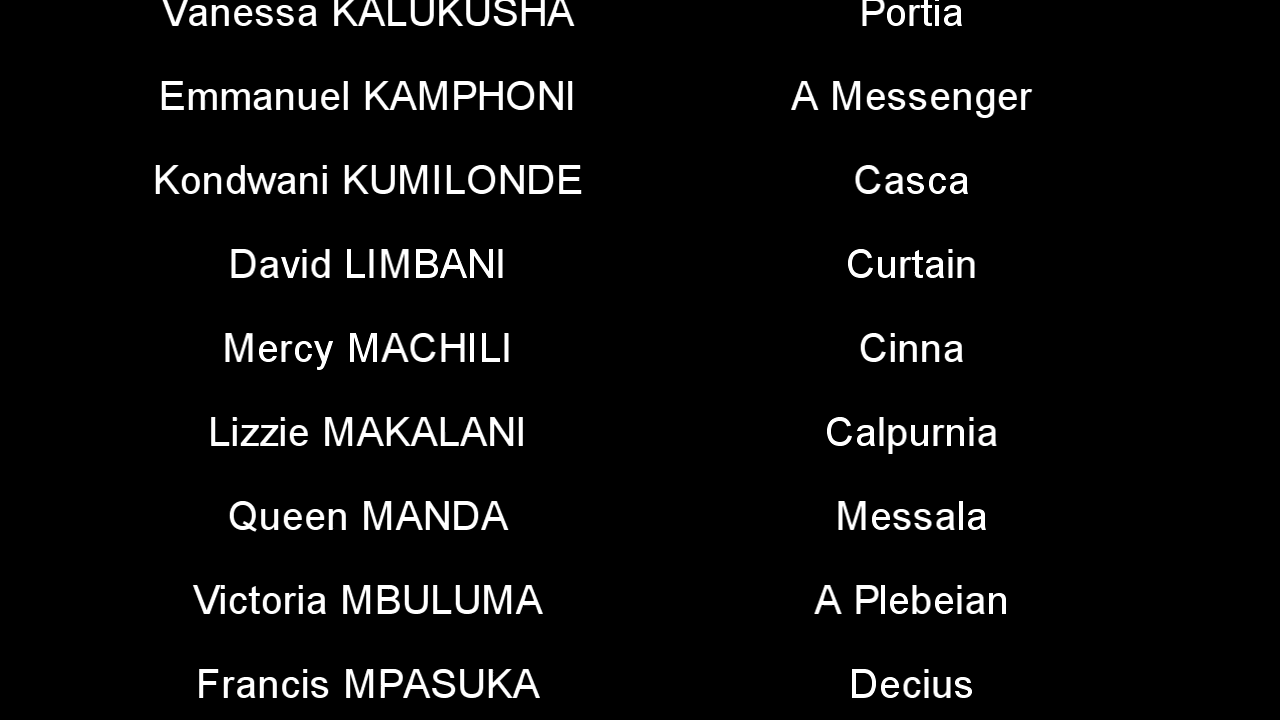 Vanessa KALUKUSHA Portia
Emmanuel KAMPHONI A Messenger
Kondwani KUMILONDE Casca
David LIMBANI Curtain
Mercy MACHILI Cinna
Lizzie MAKALANI Calpurnia
Queen MANDA Messala
Victoria MBULUMA A Plebeian
Francis MPASUKA Decius